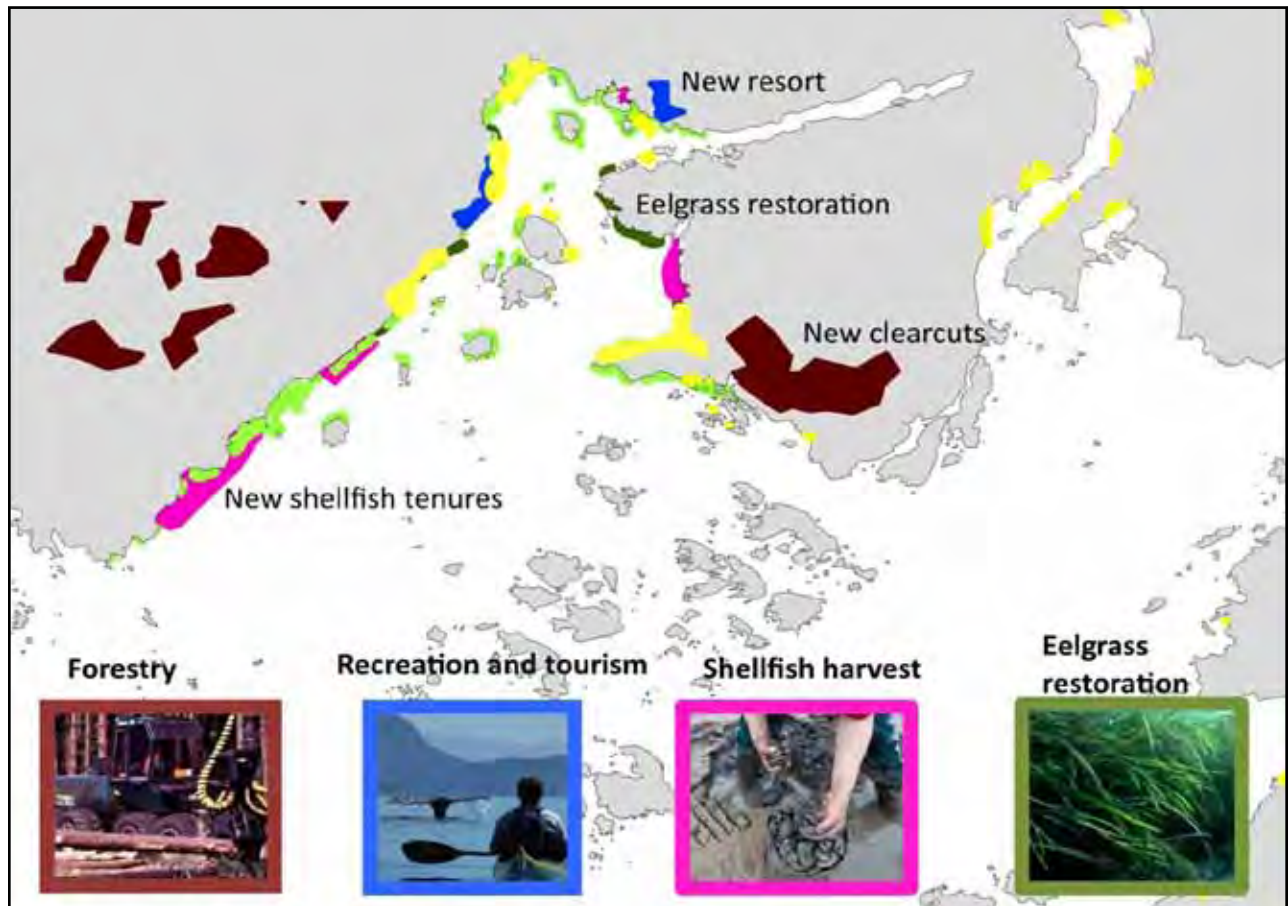 New resort
Eelgrass restoration
New clearcuts
New shellfish tenures
Forestry
Recreation and tourism
Shellfish harvest
Eelgrass
restoration